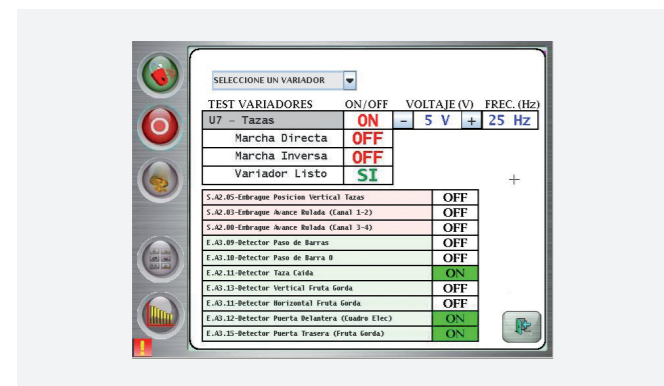 SELECCIONE UN VARIADOR
TEST VARIADORES ON/OFF VOLTAJE (V) FREC. (Hz)
U7 - Tazas ON - 5 V + 25 Hz
Marcha Directa OFF
Marcha Inversa OFF
Variador Listo SI
S.A2.05-Embrague Posicion Vertical Tazas OFF
S.A2.03-Embrague Avance Rulada (Canal 1-2) OFF
S.A2.00-Embrague Avance Rulada (Canal 3-4) OFF
E.A3.09-Detector Paso de Barras OFF
E.A3.10-Detector Paso de Barra 0 OFF
E.A2.11-Detector Taza Caida ON
E.A3.13-Detector Vertical Fruta Gorda OFF
E.A3.11-Detector Horizontal Fruta Gorda OFF
E.A3.12-Detector Puerta Delantera (Cuadro Elec) ON
E.A3.15-Detector Puerta Trasera (Fruta Gorda) ON